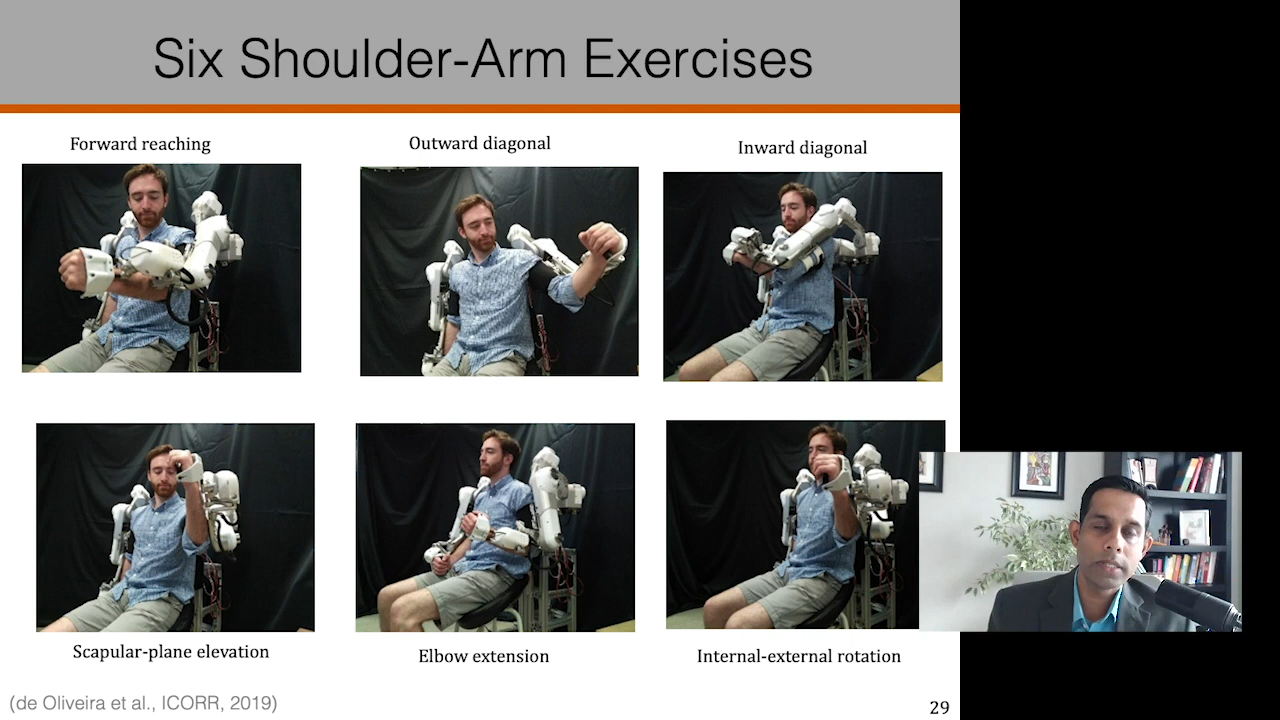 Six Shoulder-Arm Exercises
Forward reaching
Outward diagonal
Inward diagonal
Scapular-plane elevation
Elbow extension
Internal-external rotation
(de Oliveira et al., ICORR, 2019)
29